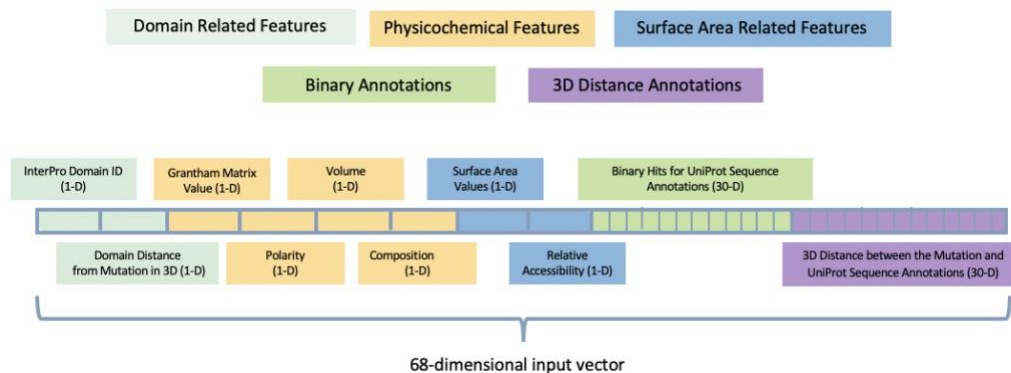 Domain Related Features
Physicochemical Features
Surface Area Related Features
Binary Annotations
3D Distance Annotations
InterPro Domain ID
(1-D)
Grantham Matrix
Value (1-D)
Volume
(1-D)
Surface Area
Values (1-D)
Binary Hits for UniProt Sequence
Annotations (30-D)
Domain Distance
from Mutation in 3D (1-D)
Polarity
(1-D)
Composition
(1-D)
Relative
Accessibility (1-D)
3D Distance between the Mutation and
UniProt Sequence Annotations (30-D)
68-dimensional input vector